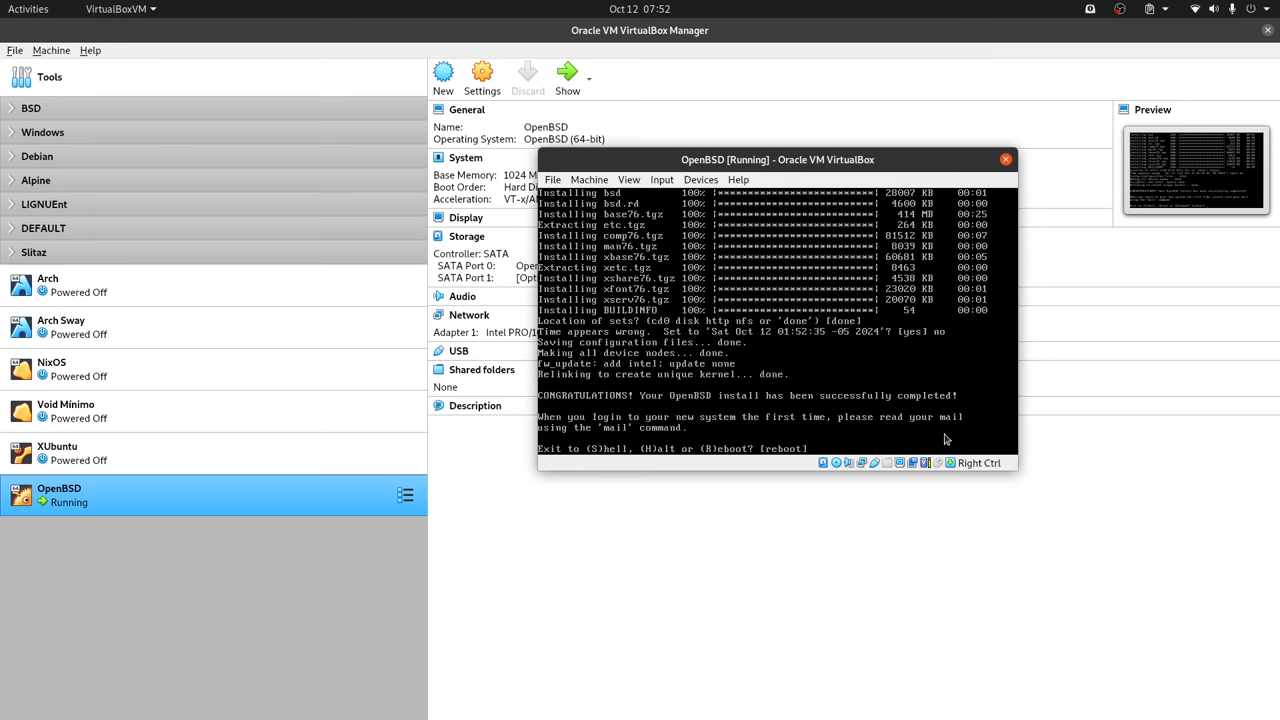 Activities
VirtualBoxVM
Oct 12 07:52
Oracle VM VirtualBox Manager
File Machine Help
Tools
BSD
Windows
Debian
Alpine
LIGNUEnt
DEFAULT
Slitaz
Arch
Powered Off
Arch Sway
Powered Off
NixOS
Powered Off
Void Mínimo
Powered Off
XUbuntu
Powered Off
OpenBSD
Running
New Settings Discard Show
General
Name: OpenBSD
Operating System: OpenBSD (64-bit)
System
Base Memory: 1024 M
Boot Order: Hard Di
Acceleration: VT-x/A
Display
Storage
Controller: SATA
SATA Port 0: Ope
SATA Port 1: [Opt
Audio
Network
Adapter 1: Intel PRO/1
USB
Shared folders
None
Description
Preview
OpenBSD [Running] - Oracle VM VirtualBox
File Machine View Input Devices Help
Installing bsd 100% |**************************| 28007 KB 00:01
Installing bsd.rd 100% |**************************| 4600 KB 00:00
Installing base76.tgz 100% |**************************| 414 MB 00:25
Extracting etc.tgz 100% |**************************| 264 KB 00:00
Installing comp76.tgz 100% |**************************| 81512 KB 00:07
Installing man76.tgz 100% |**************************| 8039 KB 00:00
Installing xbase76.tgz 100% |**************************| 60681 KB 00:05
Extracting xetc.tgz 100% |**************************| 8463 00:00
Installing xshare76.tgz 100% |**************************| 4538 KB 00:00
Installing xfont76.tgz 100% |**************************| 23020 KB 00:01
Installing xserv76.tgz 100% |**************************| 20070 KB 00:01
Installing BUILDINFO 100% |**************************| 54 00:00
Location of sets? (cd0 disk http nfs or 'done') [done]
Time appears wrong. Set to 'Sat Oct 12 01:52:35 -05 2024'? [yes] no
Saving configuration files... done.
Making all device nodes... done.
fw_update: add intel; update none
Relinking to create unique kernel... done.
CONGRATULATIONS! Your OpenBSD install has been successfully completed!
When you login to your new system the first time, please read your mail
using the 'mail' command.
Exit to (S)hell, (H)alt or (R)eboot? [reboot]
Right Ctrl